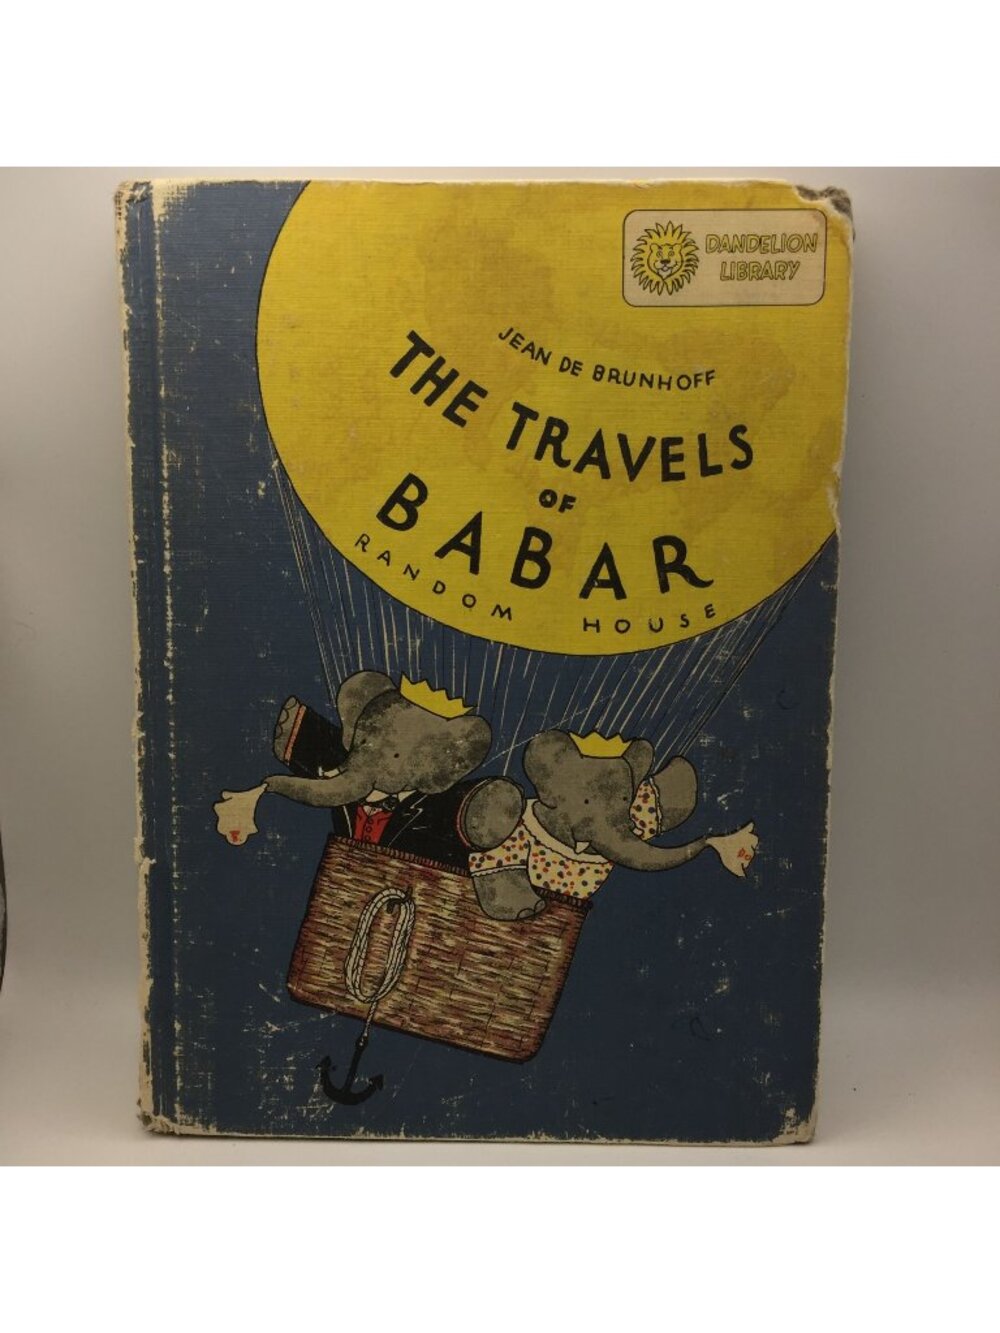 DANDELION
LIBRARY
JEAN DE BRUNHOFF
THE TRAVELS
OF
BABAR
RANDOM HOUSE